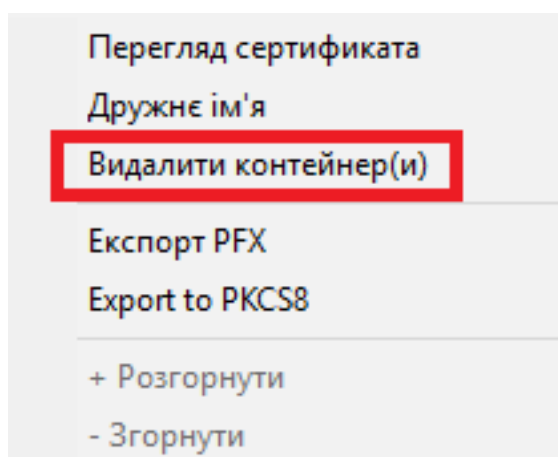 Перегляд сертификата
Дружнє ім'я
Видалити контейнер(и)
Експорт PFX
Export to PKCS8
+ Розгорнути
- Згорнути